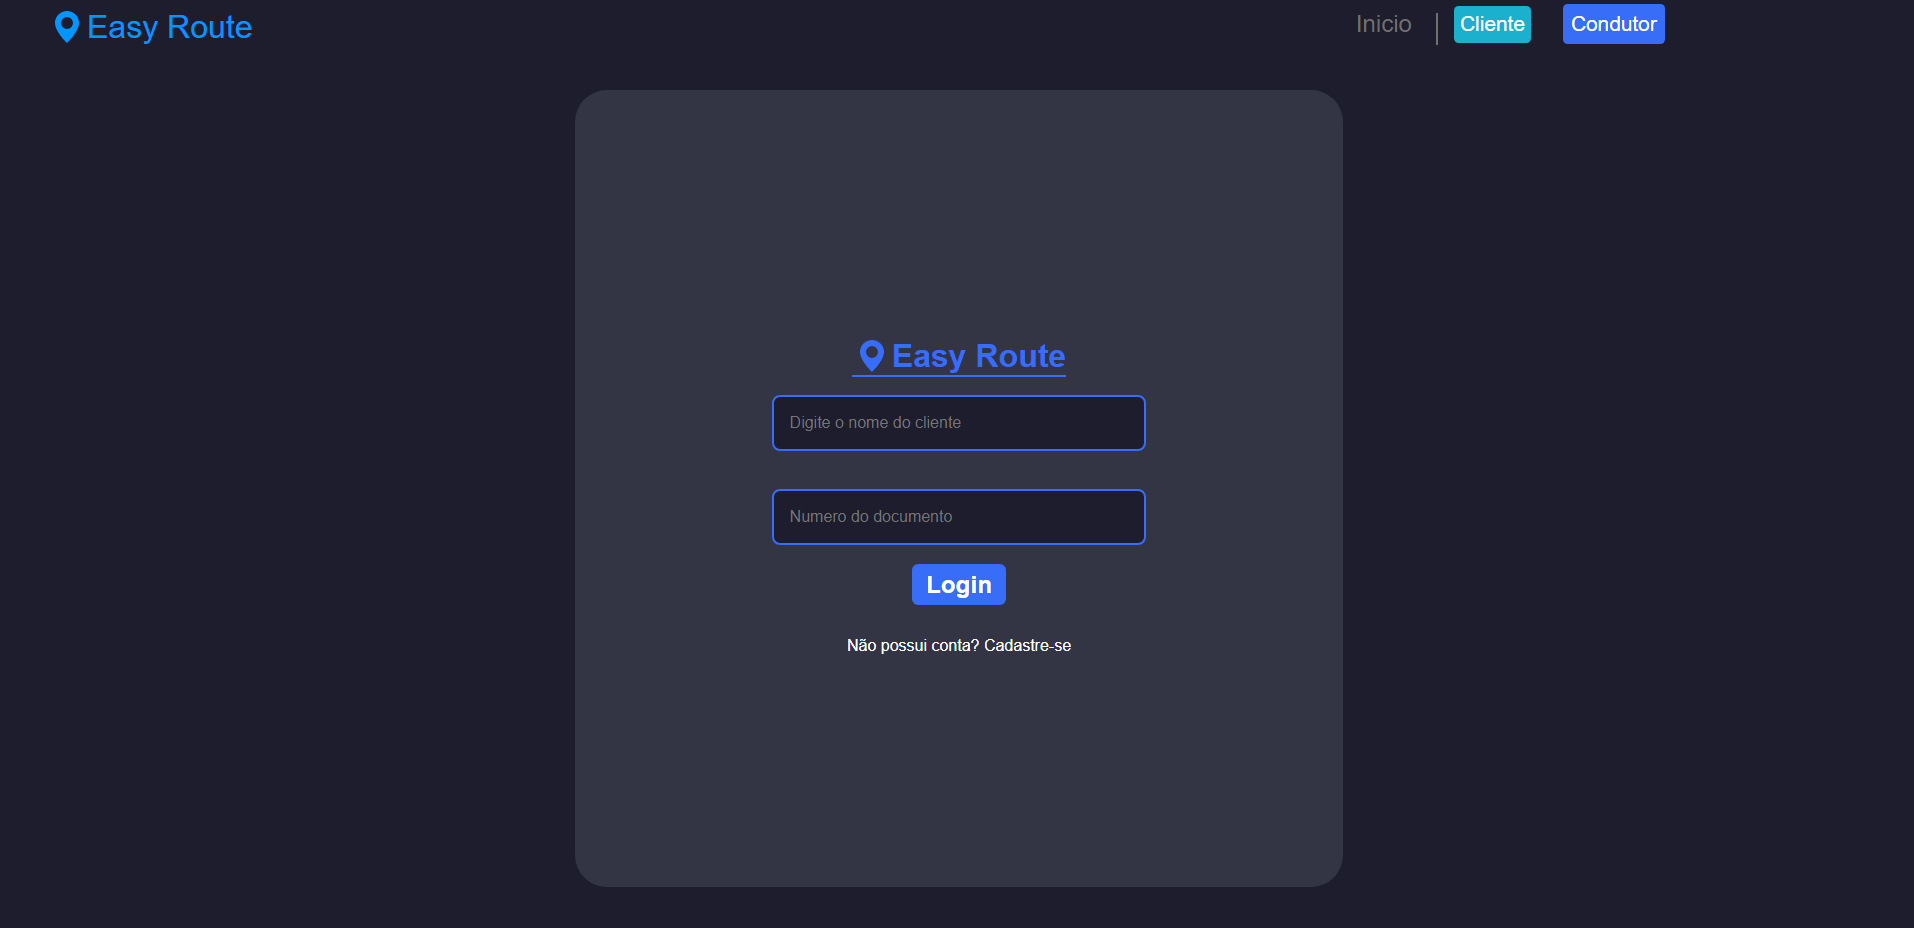 Easy Route
Inicio
Cliente
Condutor
Easy Route
Digite o nome do cliente
Numero do documento
Login
Não possui conta? Cadastre-se